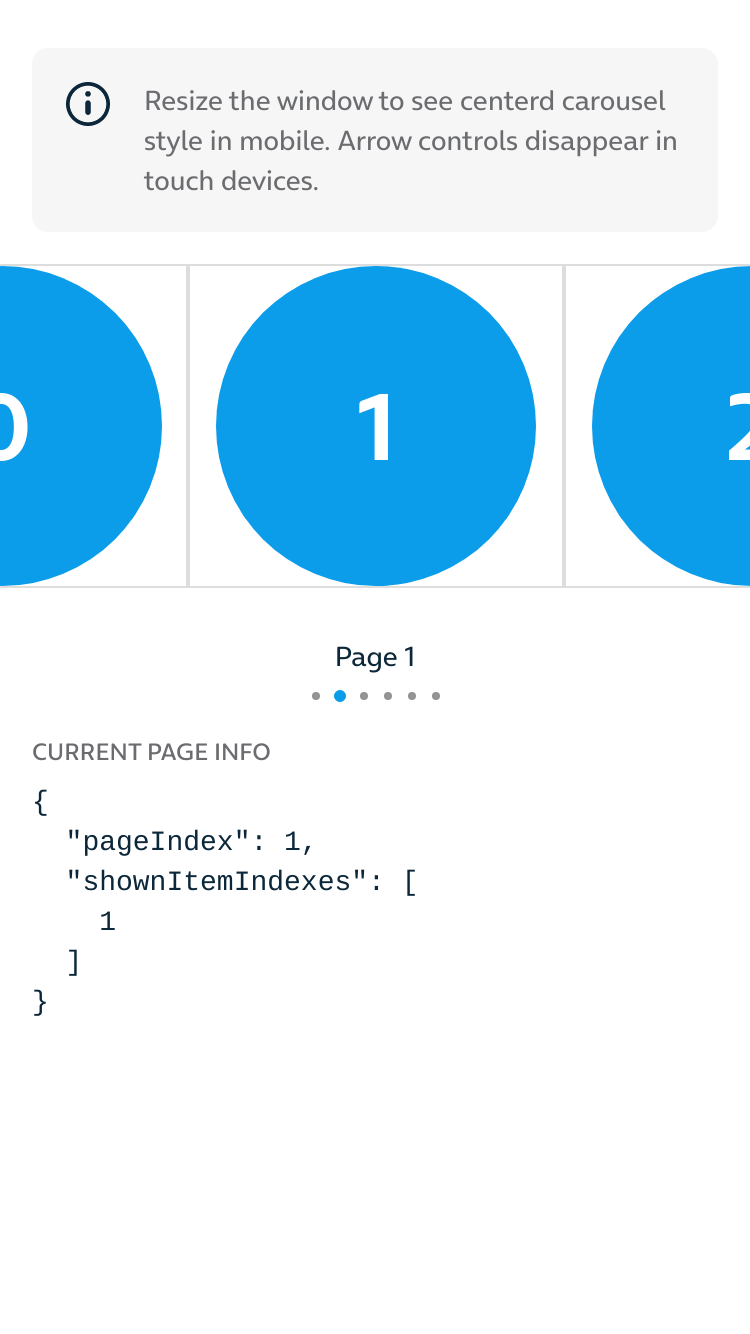 Resize the window to see centerd carousel
style in mobile. Arrow controls disappear in
touch devices.
0 1 2
Page 1
CURRENT PAGE INFO
{
  "pageIndex": 1,
  "shownItemIndexes": [
    1
  ]
}